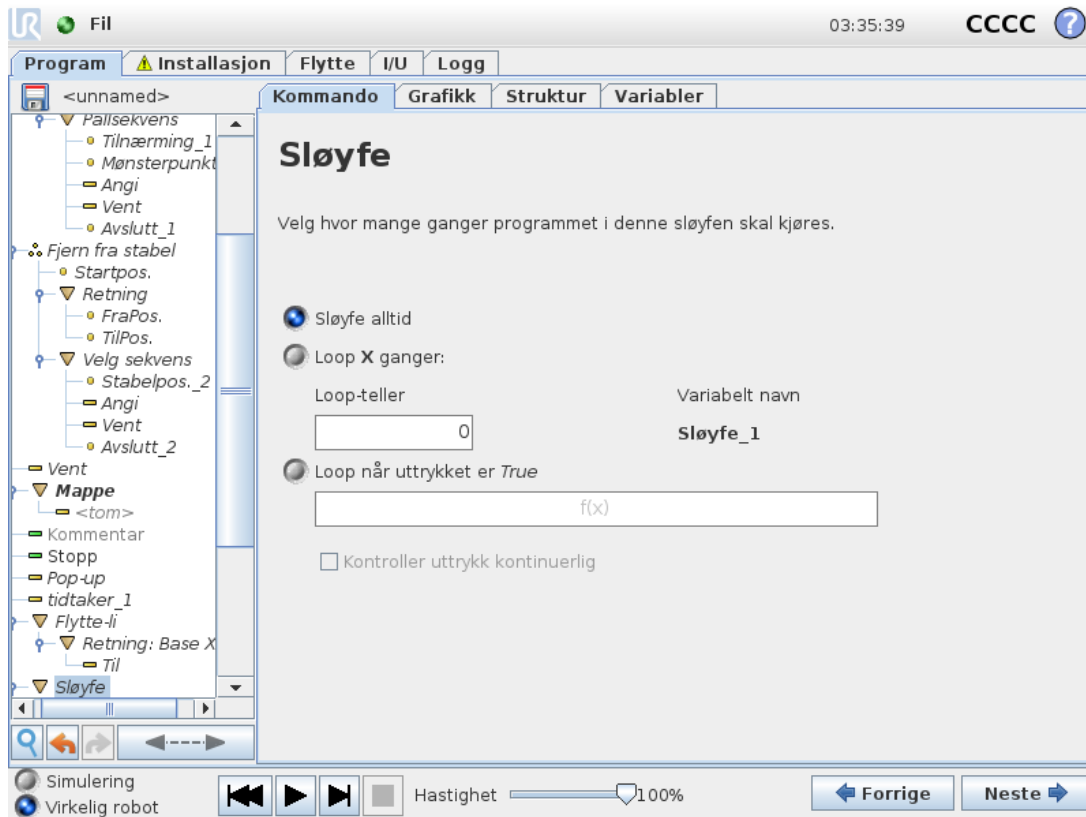 Fil
03:35:39
CCCC
?
Program
Installasjon
Flytte
I/U
Logg
<unnamed>
Kommando
Grafikk
Struktur
Variabler
Pallsekvens
Tilnærming_1
Mønsterpunkt
Angi
Vent
Avslutt_1
Fjern fra stabel
Startpos.
Retning
FraPos.
TilPos.
Velg sekvens
Stabelpos._2
Angi
Vent
Avslutt_2
Vent
Mappe
<tom>
Kommentar
Stopp
Pop-up
tidtaker_1
Flytte-li
Retning: Base X
Til
Sløyfe
Sløyfe
Velg hvor mange ganger programmet i denne sløyfen skal kjøres.
Sløyfe alltid
Loop X ganger:
Loop-teller
Variabelt navn
0
Sløyfe_1
Loop når uttrykket er True
f(x)
Kontroller uttrykk kontinuerlig
Simulering
Virkelig robot
Hastighet
100%
Forrige
Neste